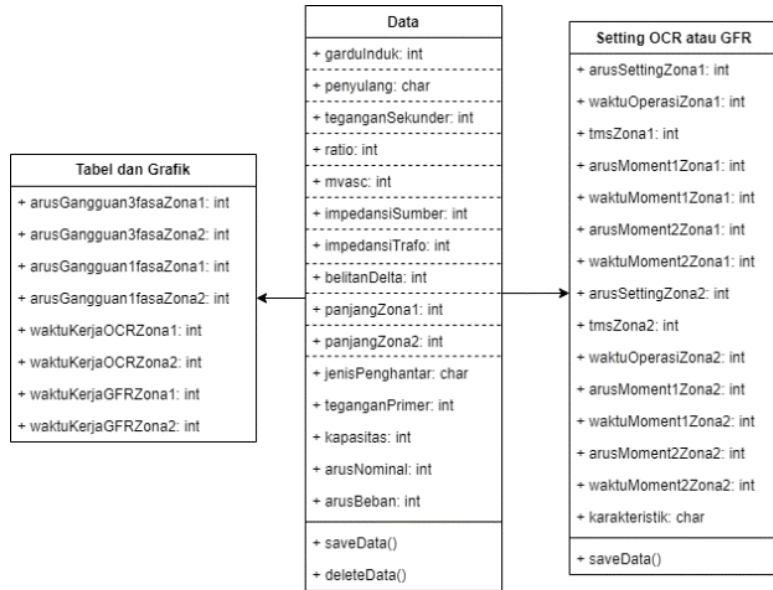 Tabel dan Grafik
+ arusGangguan3fasaZona1: int
+ arusGangguan3fasaZona2: int
+ arusGangguan1fasaZona1: int
+ arusGangguan1fasaZona2: int
+ waktuKerjaOCRZona1: int
+ waktuKerjaOCRZona2: int
+ waktuKerjaGFRZona1: int
+ waktuKerjaGFRZona2: int
Data
+ garduInduk: int
+ penyulang: char
+ teganganSekunder: int
+ ratio: int
+ mvasc: int
+ impedansiSumber: int
+ impedansiTrafo: int
+ belitanDelta: int
+ panjangZona1: int
+ panjangZona2: int
+ jenisPenghantar: char
+ teganganPrimer: int
+ kapasitas: int
+ arusNominal: int
+ arusBeban: int
+ saveData()
+ deleteData()
Setting OCR atau GFR
+ arusSettingZona1: int
+ waktuOperasiZona1: int
+ tmsZona1: int
+ arusMoment1Zona1: int
+ waktuMoment1Zona1: int
+ arusMoment2Zona1: int
+ waktuMoment2Zona1: int
+ arusSettingZona2: int
+ tmsZona2: int
+ waktuOperasiZona2: int
+ arusMoment1Zona2: int
+ waktuMoment1Zona2: int
+ arusMoment2Zona2: int
+ waktuMoment2Zona2: int
+ karakteristik: char
+ saveData()